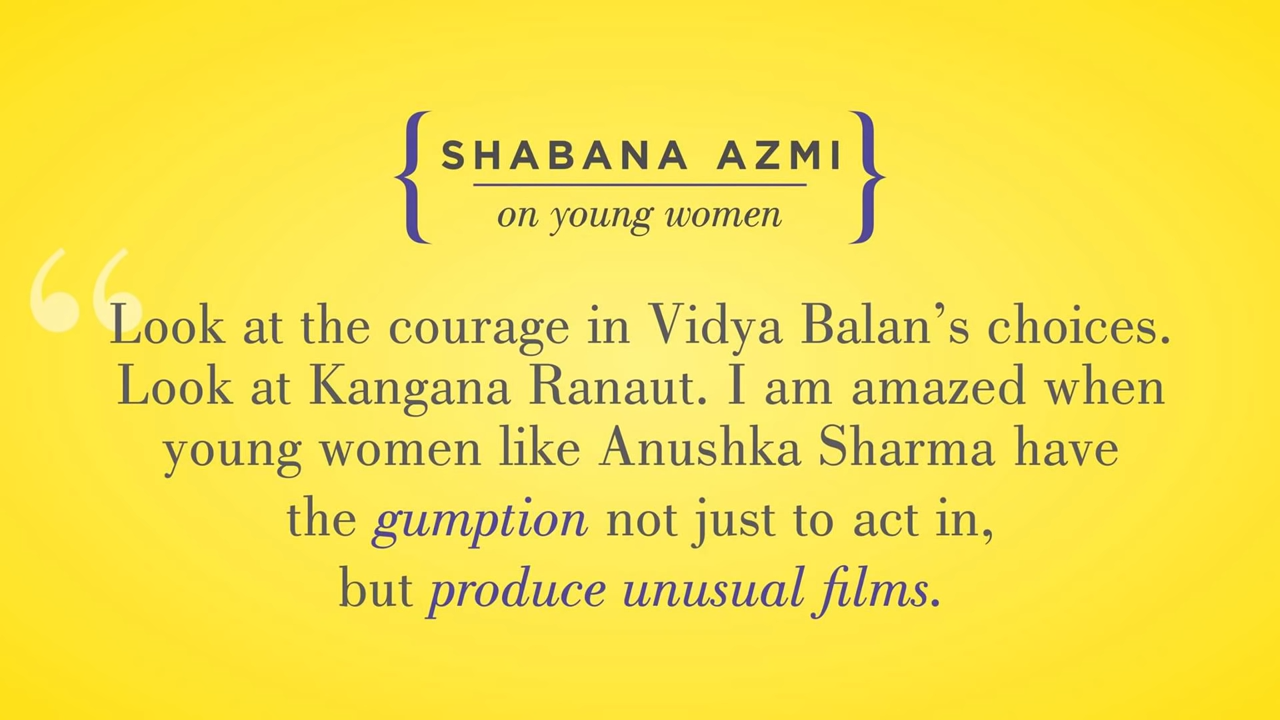 SHABANA AZMI
on young women
“Look at the courage in Vidya Balan’s choices.
Look at Kangana Ranaut. I am amazed when
young women like Anushka Sharma have
the gumption not just to act in,
but produce unusual films.